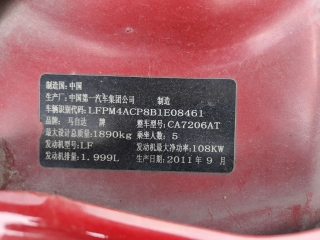 制造国:中国
生产厂:中国第一汽车集团公司 制造
车辆识别代码:LFPM4ACP8B1E08461
品牌:马自达 牌 整车型号:CA7206AT
最大设计总质量:1890kg 乘坐人数:5
发动机型号:LF 发动机最大净功率:108KW
发动机排量:1.999L 生产日期:2011 年 9 月